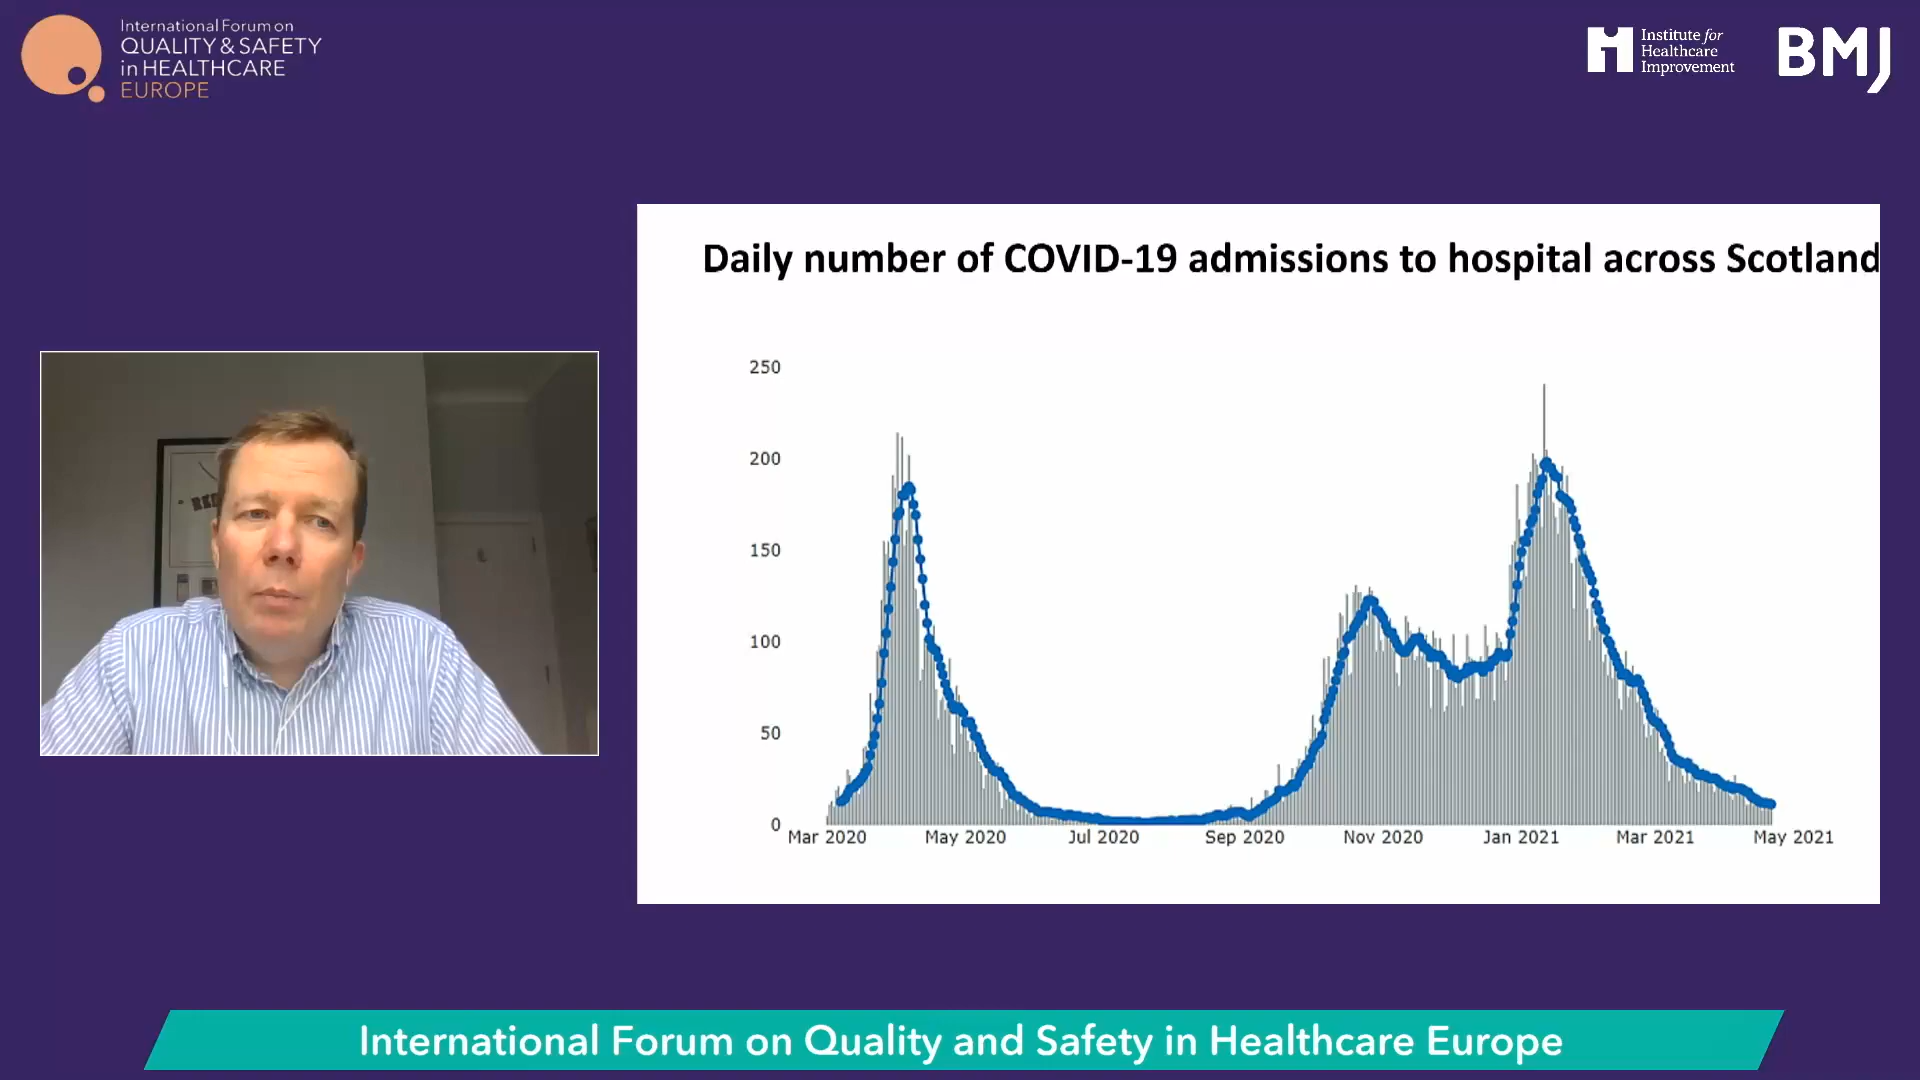 International Forum on
QUALITY & SAFETY
in HEALTHCARE
EUROPE
Institute for
Healthcare
Improvement
BMJ
Daily number of COVID-19 admissions to hospital across Scotland
250
200
150
100
50
0
Mar 2020 May 2020 Jul 2020 Sep 2020 Nov 2020 Jan 2021 Mar 2021 May 2021
International Forum on Quality and Safety in Healthcare Europe